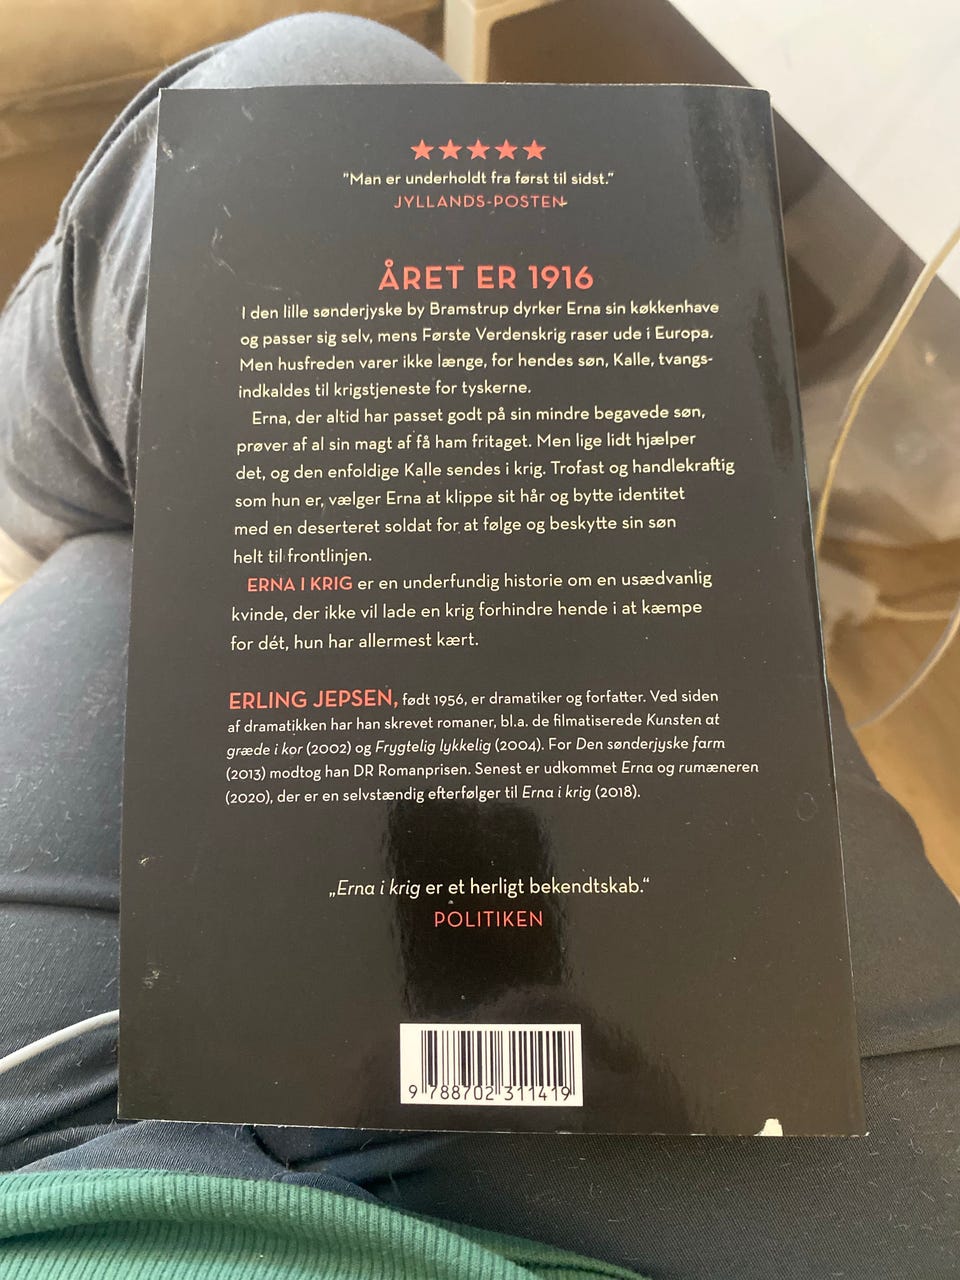 ★★★★★
"Man er underholdt fra først til sidst."
JYLLANDS-POSTEN
ÅRET ER 1916
I den lille sønderjyske by Bramstrup dyrker Erna sin køkkenhave
og passer sig selv, mens Første Verdenskrig raser ude i Europa.
Men husfreden varer ikke længe, for hendes søn, Kalle, tvangs-
indkaldes til krigstjeneste for tyskerne.
Erna, der altid har passet godt på sin mindre begavede søn,
prøver af al sin magt af få ham fritaget. Men lige lidt hjælper
det, og den enfoldige Kalle sendes i krig. Trofast og handlekraftig
som hun er, vælger Erna at klippe sit hår og bytte identitet
med en deserteret soldat for at følge og beskytte sin søn
helt til frontlinjen.
ERNA I KRIG er en underfundig historie om en usædvanlig
kvinde, der ikke vil lade en krig forhindre hende i at kæmpe
for dét, hun har allermest kært.
ERLING JEPSEN, født 1956, er dramatiker og forfatter. Ved siden
af dramatikken har han skrevet romaner, bl.a. de filmatiserede Kunsten at
græde i kor (2002) og Frygtelig lykkelig (2004). For Den sønderjyske farm
(2013) modtog han DR Romanprisen. Senest er udkommet Erna og rumæneren
(2020), der er en selvstændig efterfølger til Erna i krig (2018).
„Erna i krig er et herligt bekendtskab.“
POLITIKEN
9 788702 311419